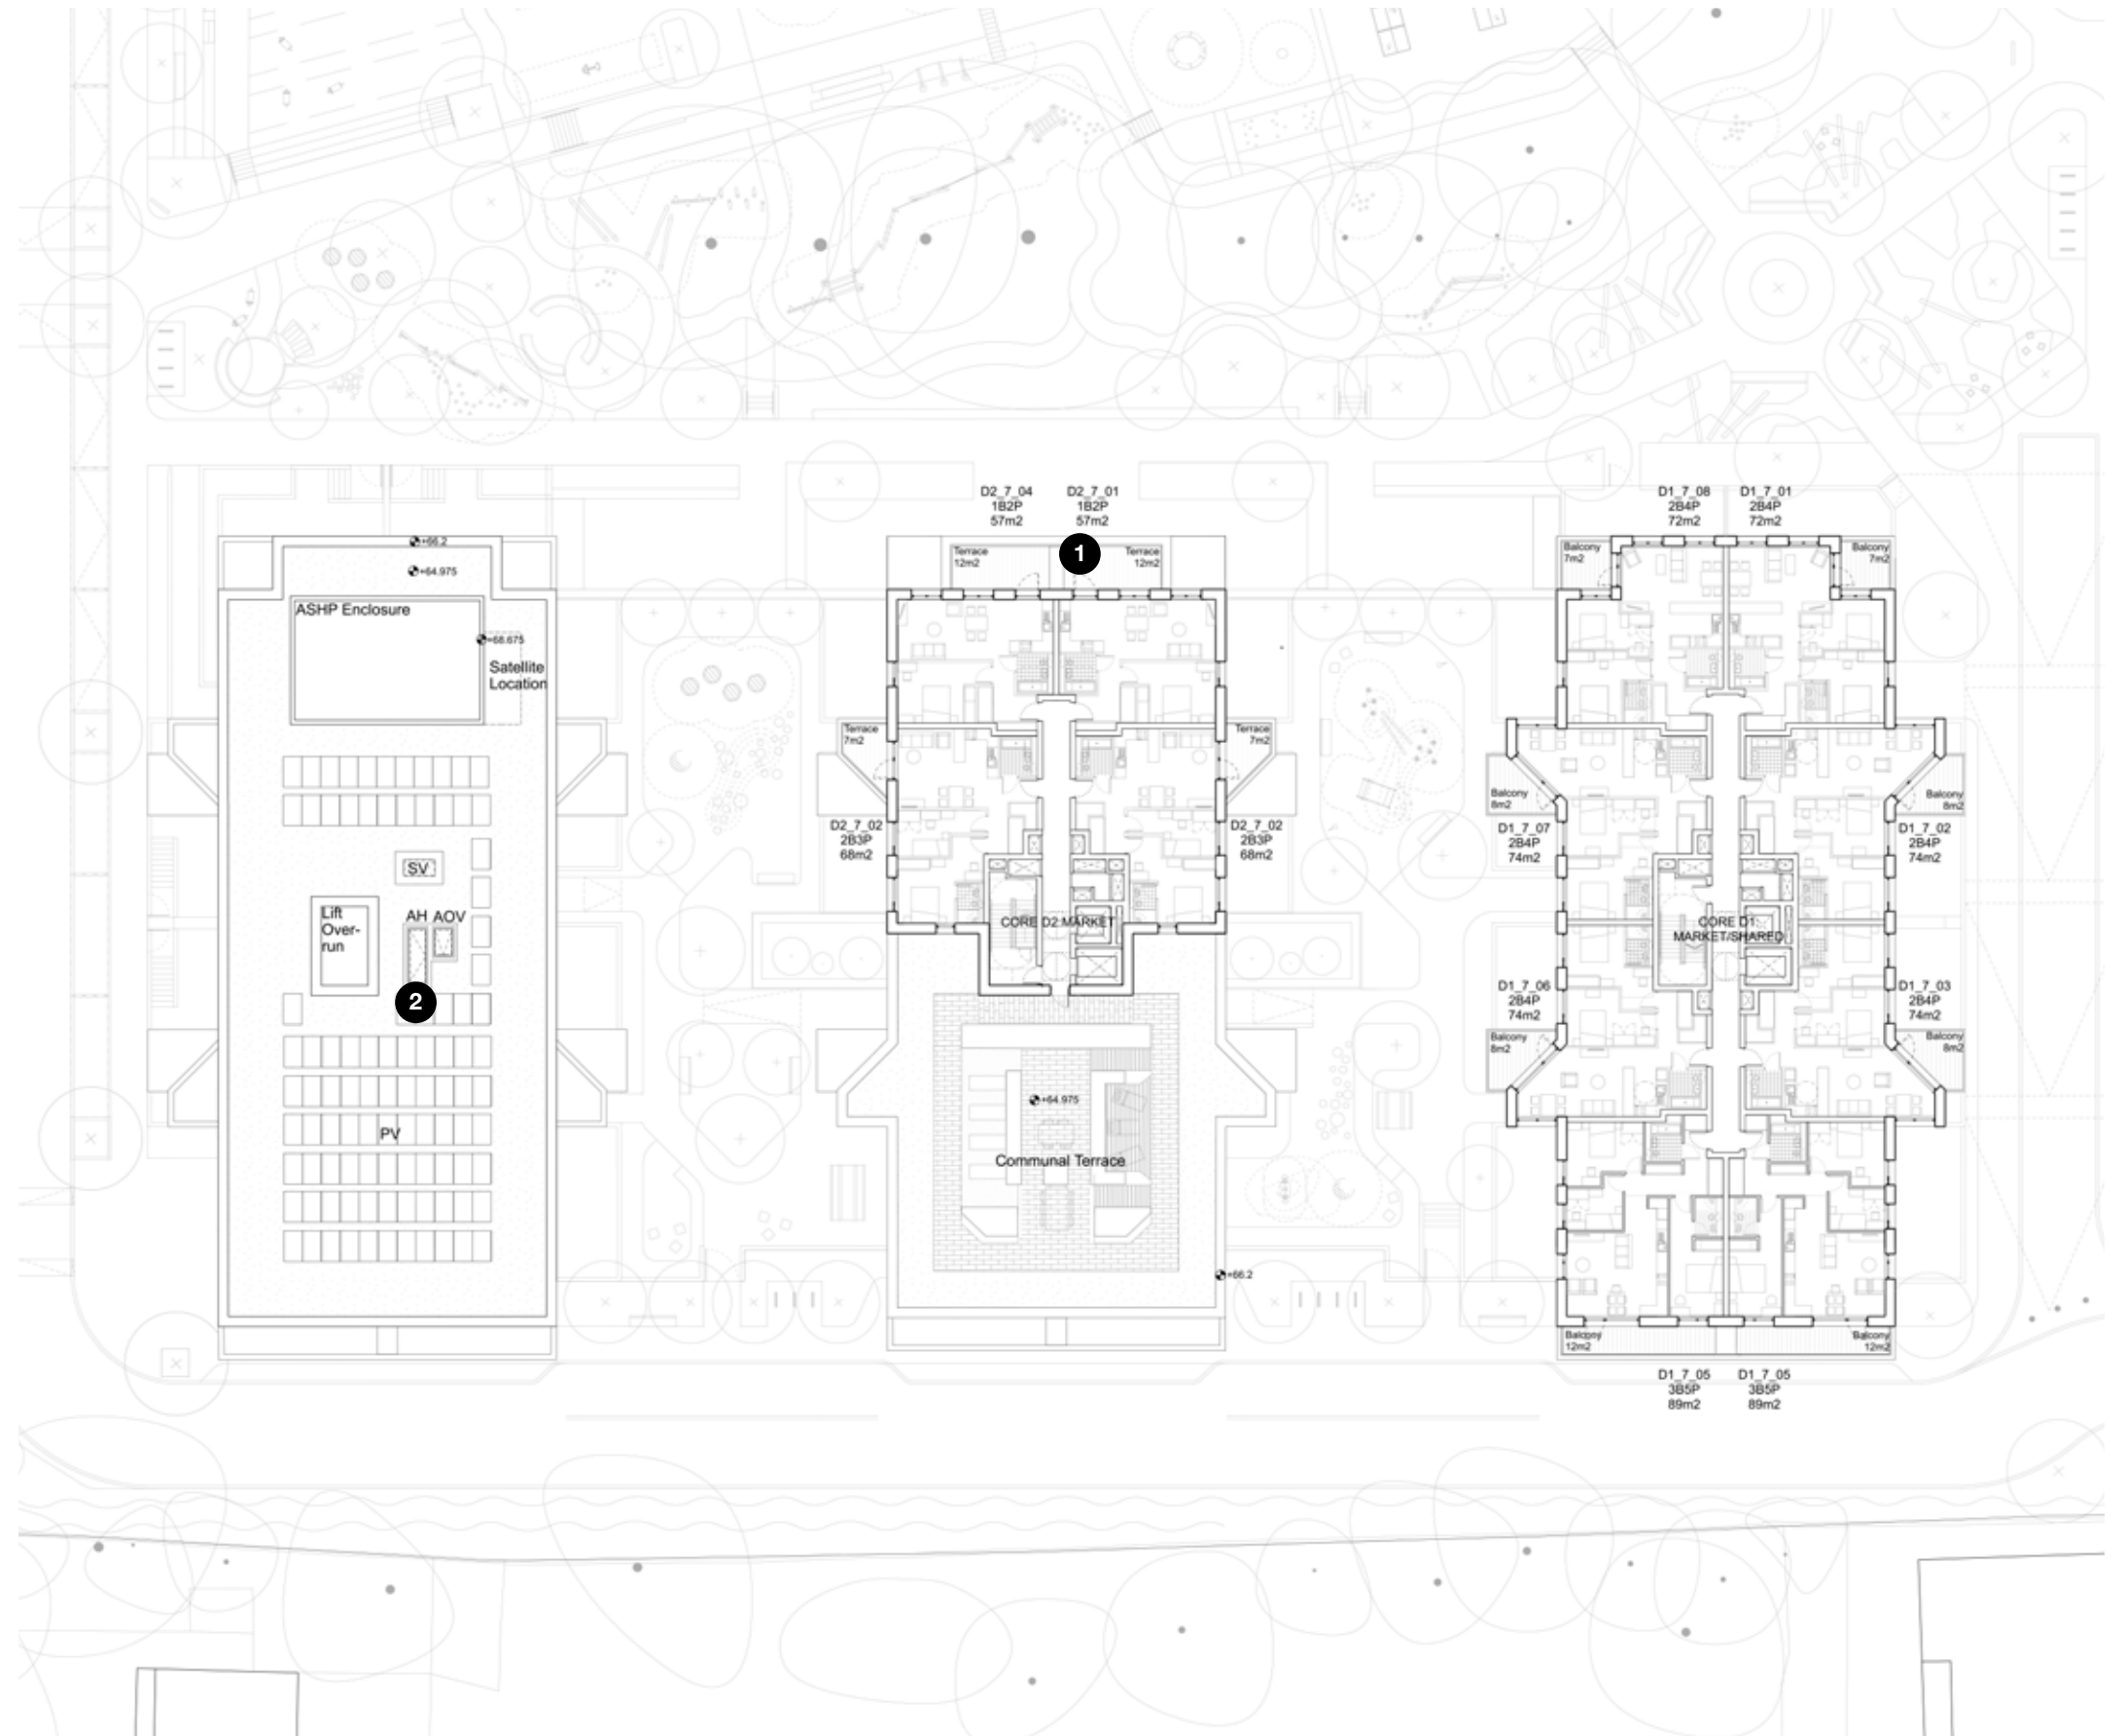 D2_7_04
1B2P
57m2
D2_7_01
1B2P
57m2
D1_7_08
2B4P
72m2
D1_7_01
2B4P
72m2
+66.2
+64.975
ASHP Enclosure
+68.675
Satellite
Location
Terrace
12m2
1
Terrace
12m2
Balcony
7m2
Balcony
7m2
Terrace
7m2
Terrace
7m2
D2_7_02
2B3P
68m2
D2_7_02
2B3P
68m2
Balcony
8m2
Balcony
8m2
D1_7_07
2B4P
74m2
D1_7_02
2B4P
74m2
SV
Lift
Over-
run
AH AOV
2
CORE D2 MARKET
CORE D1
MARKET/SHARED
D1_7_06
2B4P
74m2
D1_7_03
2B4P
74m2
Balcony
8m2
Balcony
8m2
PV
+64.975
Communal Terrace
+66.2
Balcony
12m2
Balcony
12m2
D1_7_05
3B5P
89m2
D1_7_05
3B5P
89m2